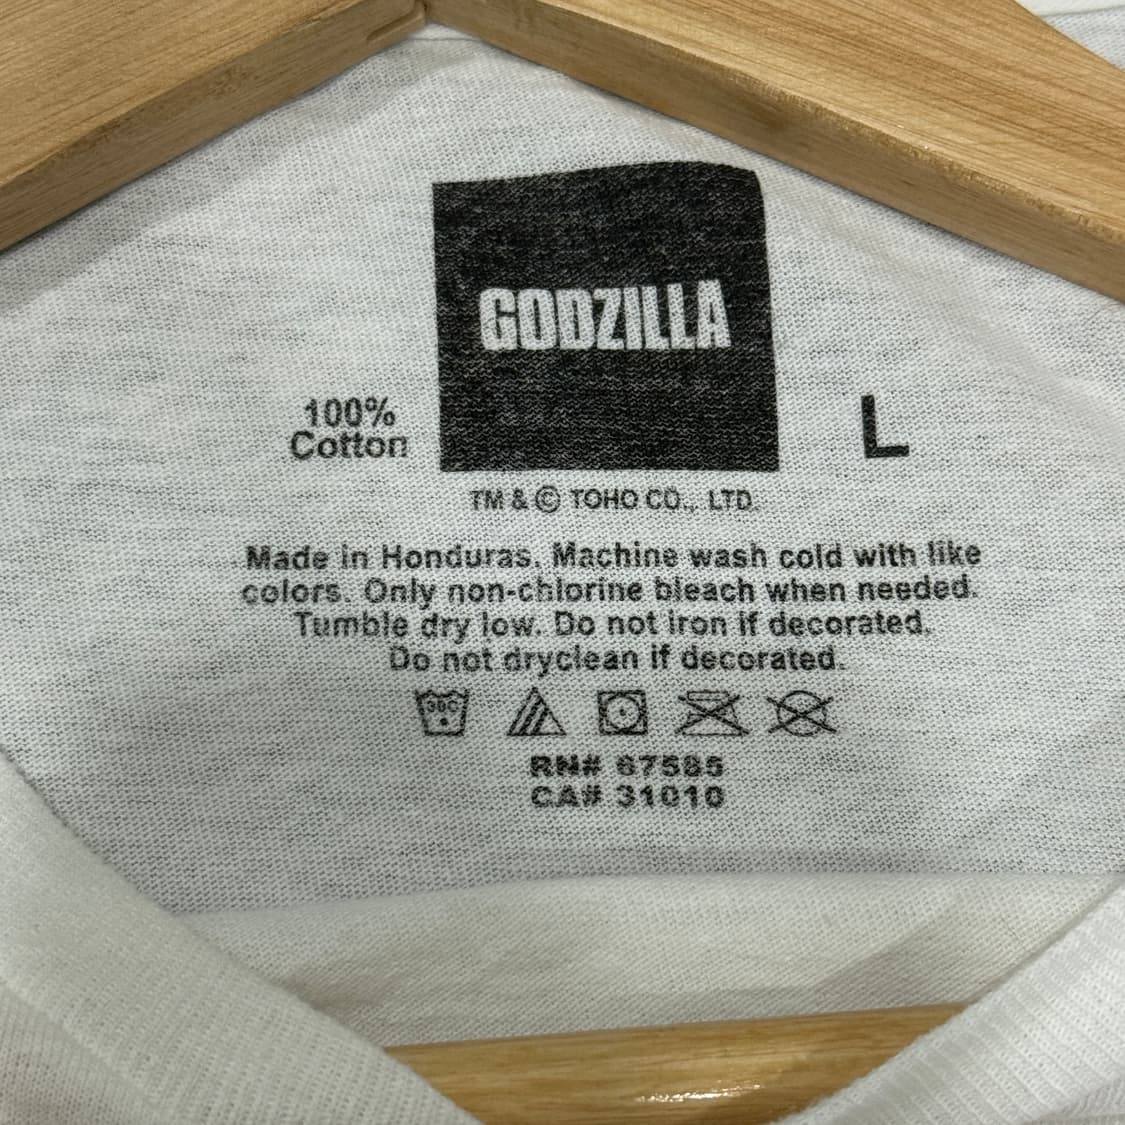 GODZILLA
100%
Cotton
L
TM & © TOHO CO., LTD.
Made in Honduras. Machine wash cold with like
colors. Only non-chlorine bleach when needed.
Tumble dry low. Do not iron if decorated.
Do not dryclean if decorated.
30C
RN# 67585
CA# 31010